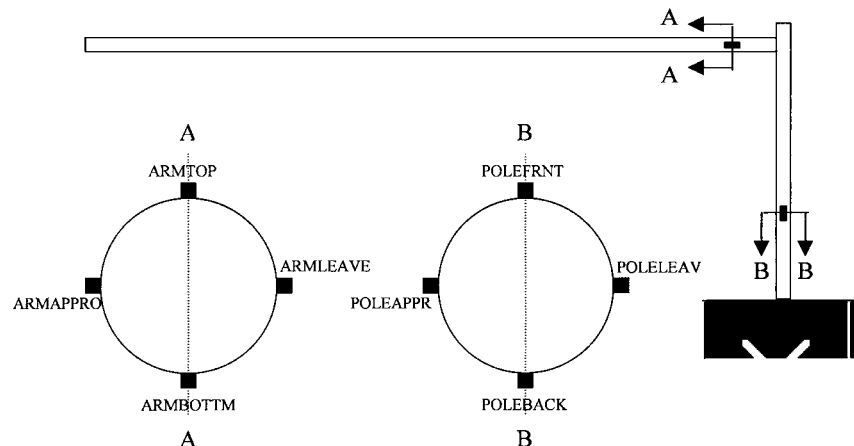 A
A
A
B
ARMTOP
POLEFRNT
ARMLEAVE
POLELEAV
B
B
ARMAPPRO
POLEAPPR
ARMBOTTM
POLEBACK
A
B